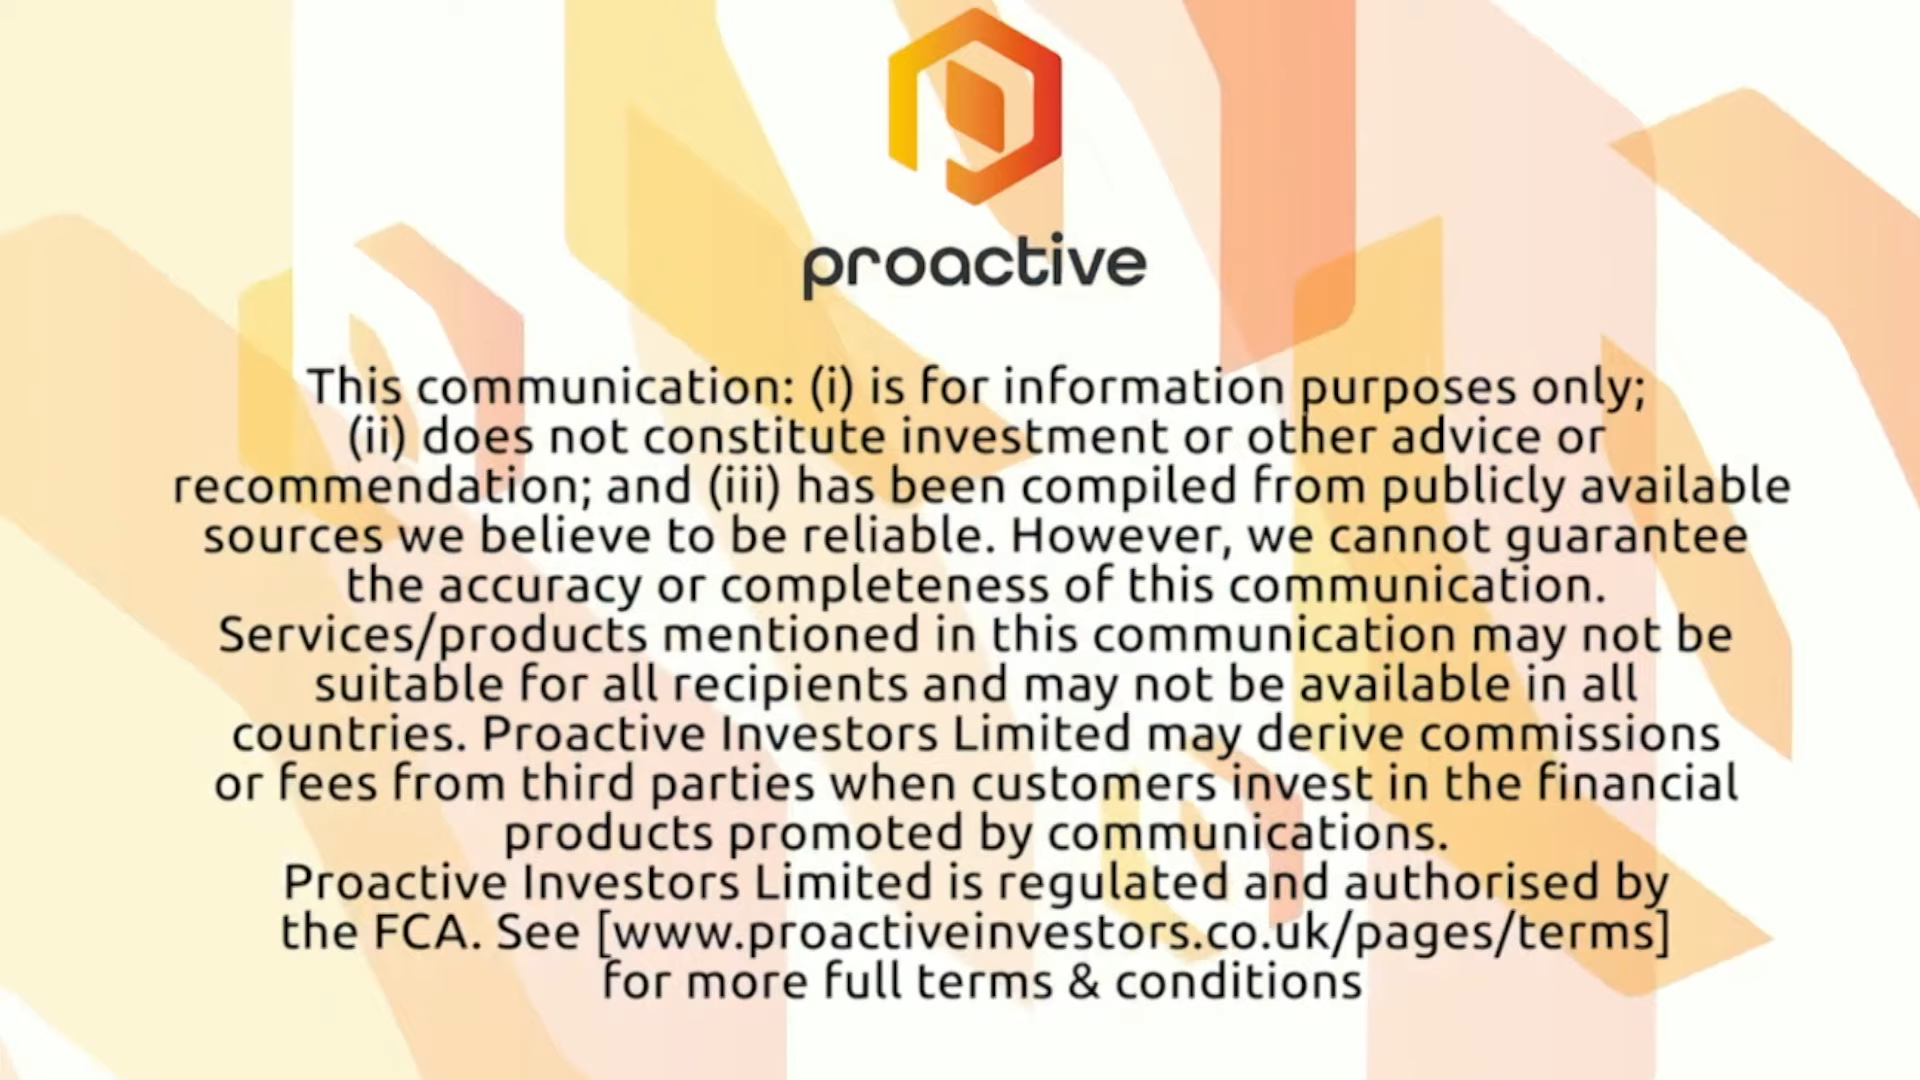 proactive
This communication: (i) is for information purposes only;
(ii) does not constitute investment or other advice or
recommendation; and (iii) has been compiled from publicly available
sources we believe to be reliable. However, we cannot guarantee
the accuracy or completeness of this communication.
Services/products mentioned in this communication may not be
suitable for all recipients and may not be available in all
countries. Proactive Investors Limited may derive commissions
or fees from third parties when customers invest in the financial
products promoted by communications.
Proactive Investors Limited is regulated and authorised by
the FCA. See [www.proactiveinvestors.co.uk/pages/terms]
for more full terms & conditions